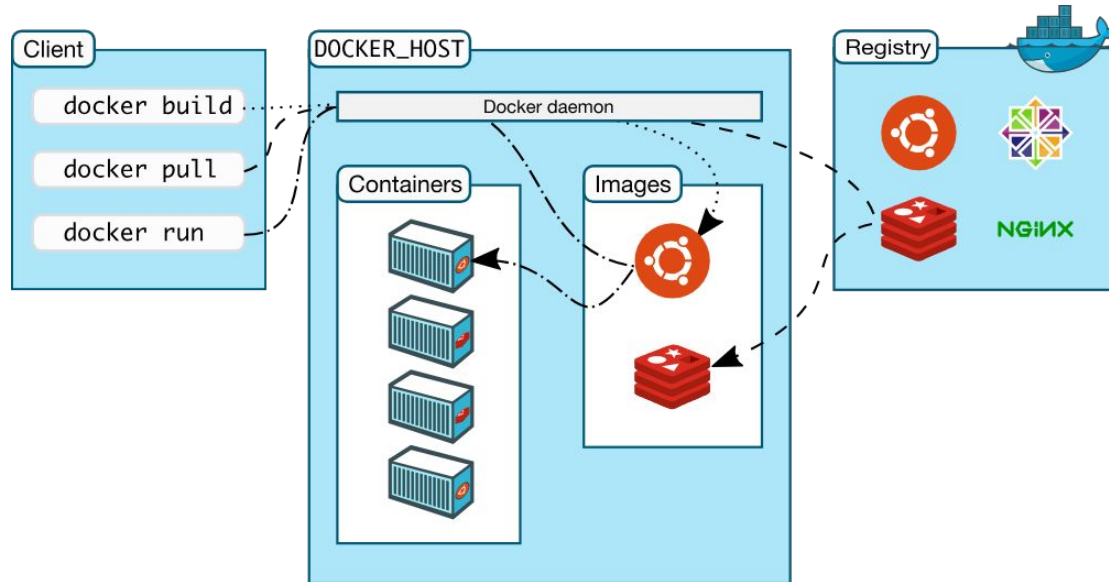 Client
docker build
docker pull
docker run
DOCKER_HOST
Docker daemon
Containers
Images
Registry
NGiNX